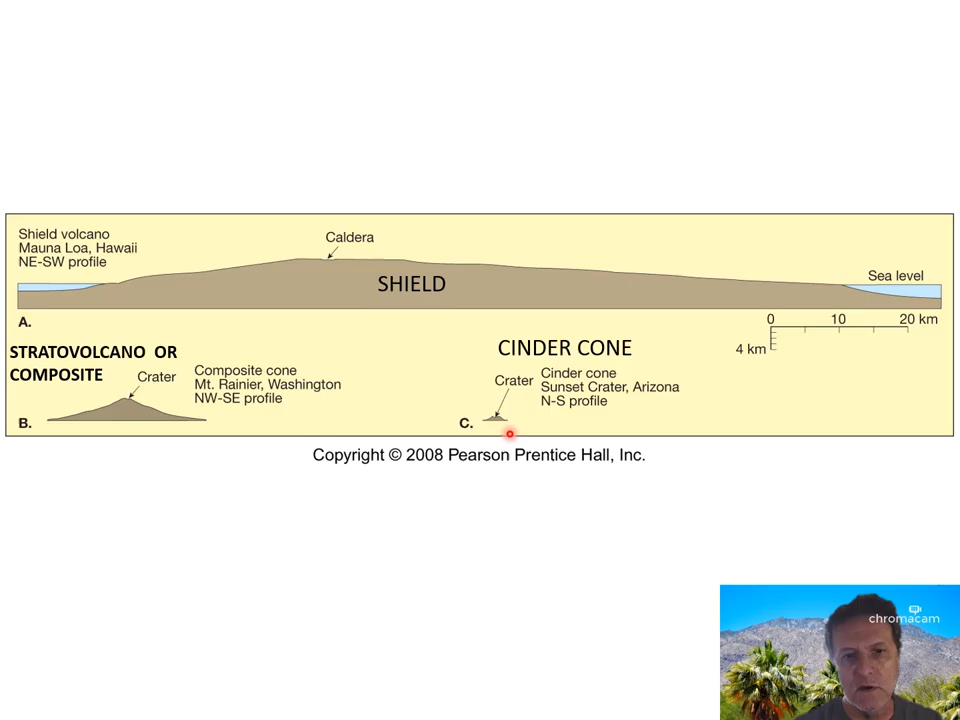 Shield volcano
Mauna Loa, Hawaii
NE-SW profile
Caldera
SHIELD
Sea level
A.
0 10 20 km
4 km
STRATOVOLCANO OR
COMPOSITE
Crater
Composite cone
Mt. Rainier, Washington
NW-SE profile
B.
CINDER CONE
Crater
Cinder cone
Sunset Crater, Arizona
N-S profile
C.
Copyright © 2008 Pearson Prentice Hall, Inc.
chromacam